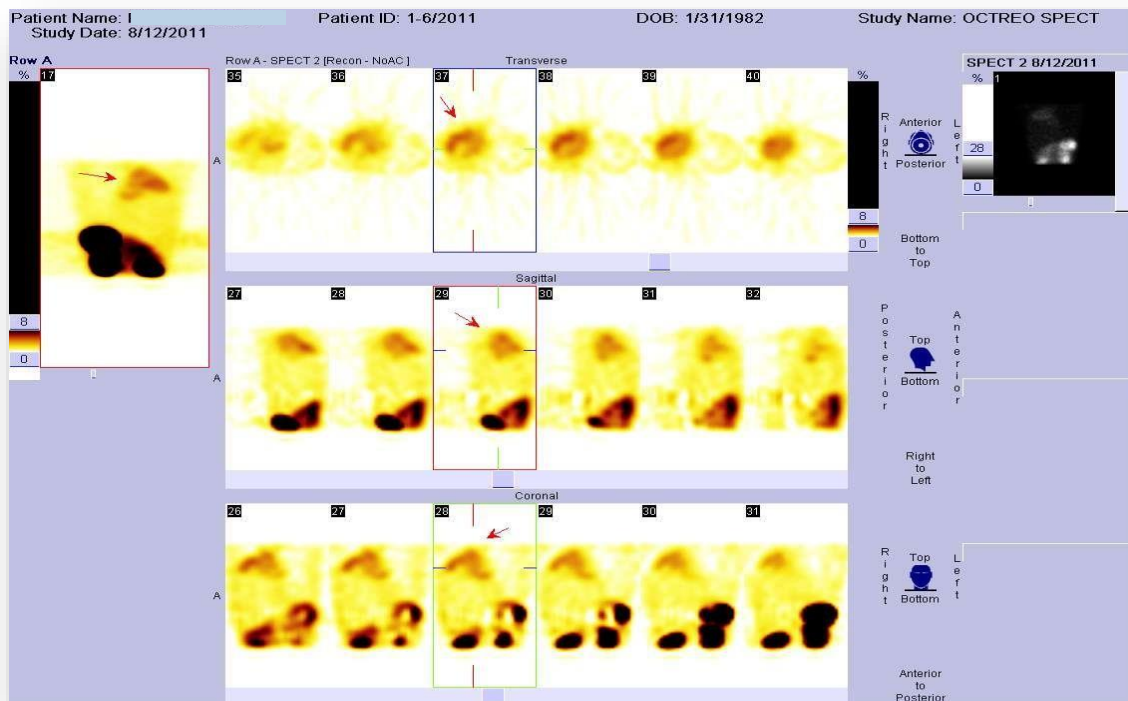 Patient Name: I Patient ID: 1-6/2011 DOB: 1/31/1982 Study Name: OCTREO SPECT
Study Date: 8/12/2011
Row A
%
17
8
0
Row A - SPECT 2 [Recon - NoAC ] Transverse
35 36 37 38 39 40
A
%
8
0
Right
Anterior
Posterior
Left
Bottom
to
Top
Sagittal
27 28 29 30 31 32
A
Posterior
Top
Bottom
Anterior
Right
to
Left
Coronal
26 27 28 29 30 31
A
Right
Top
Bottom
Left
Anterior
to
Posterior
SPECT 2 8/12/2011
%
1
28
0